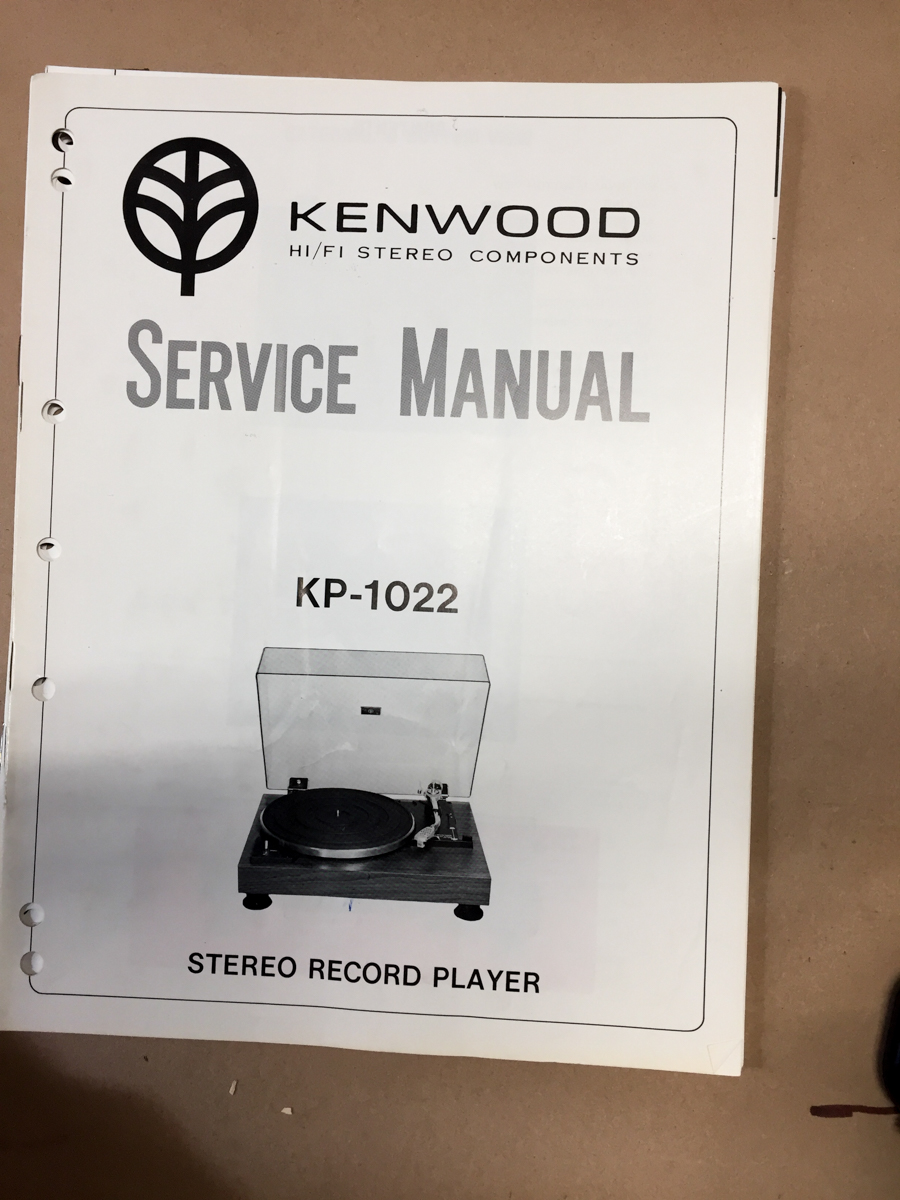 KENWOOD
HI/FI STEREO COMPONENTS
SERVICE MANUAL
KP-1022
STEREO RECORD PLAYER